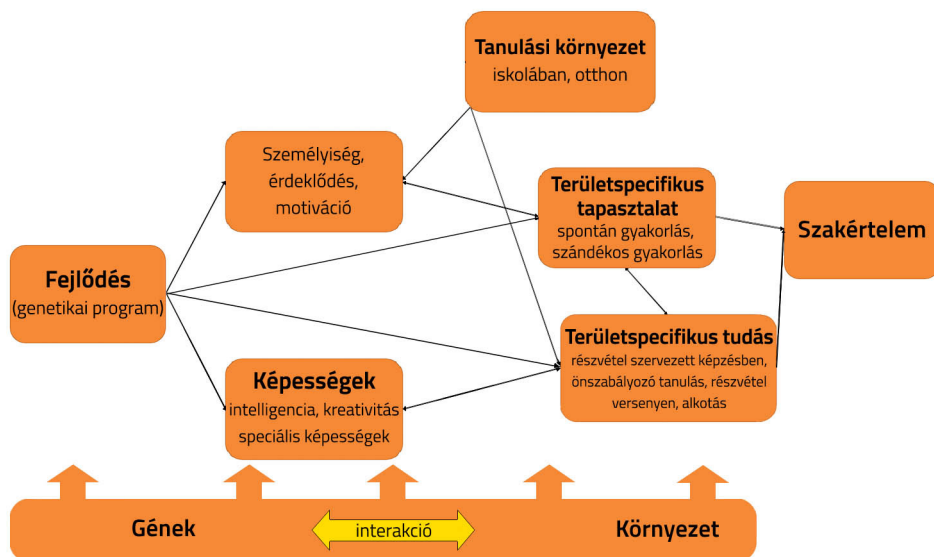 Tanulási környezet
iskolában, otthon
Személyiség,
érdeklődés,
motiváció
Területspecifikus
tapasztalat
spontán gyakorlás,
szándékos gyakorlás
Szakértelem
Fejlődés
(genetikai program)
Területspecifikus tudás
részvétel szervezett képzésben,
önszabályozó tanulás, részvétel
versenyen, alkotás
Képességek
intelligencia, kreativitás
speciális képességek
Gének
interakció
Környezet